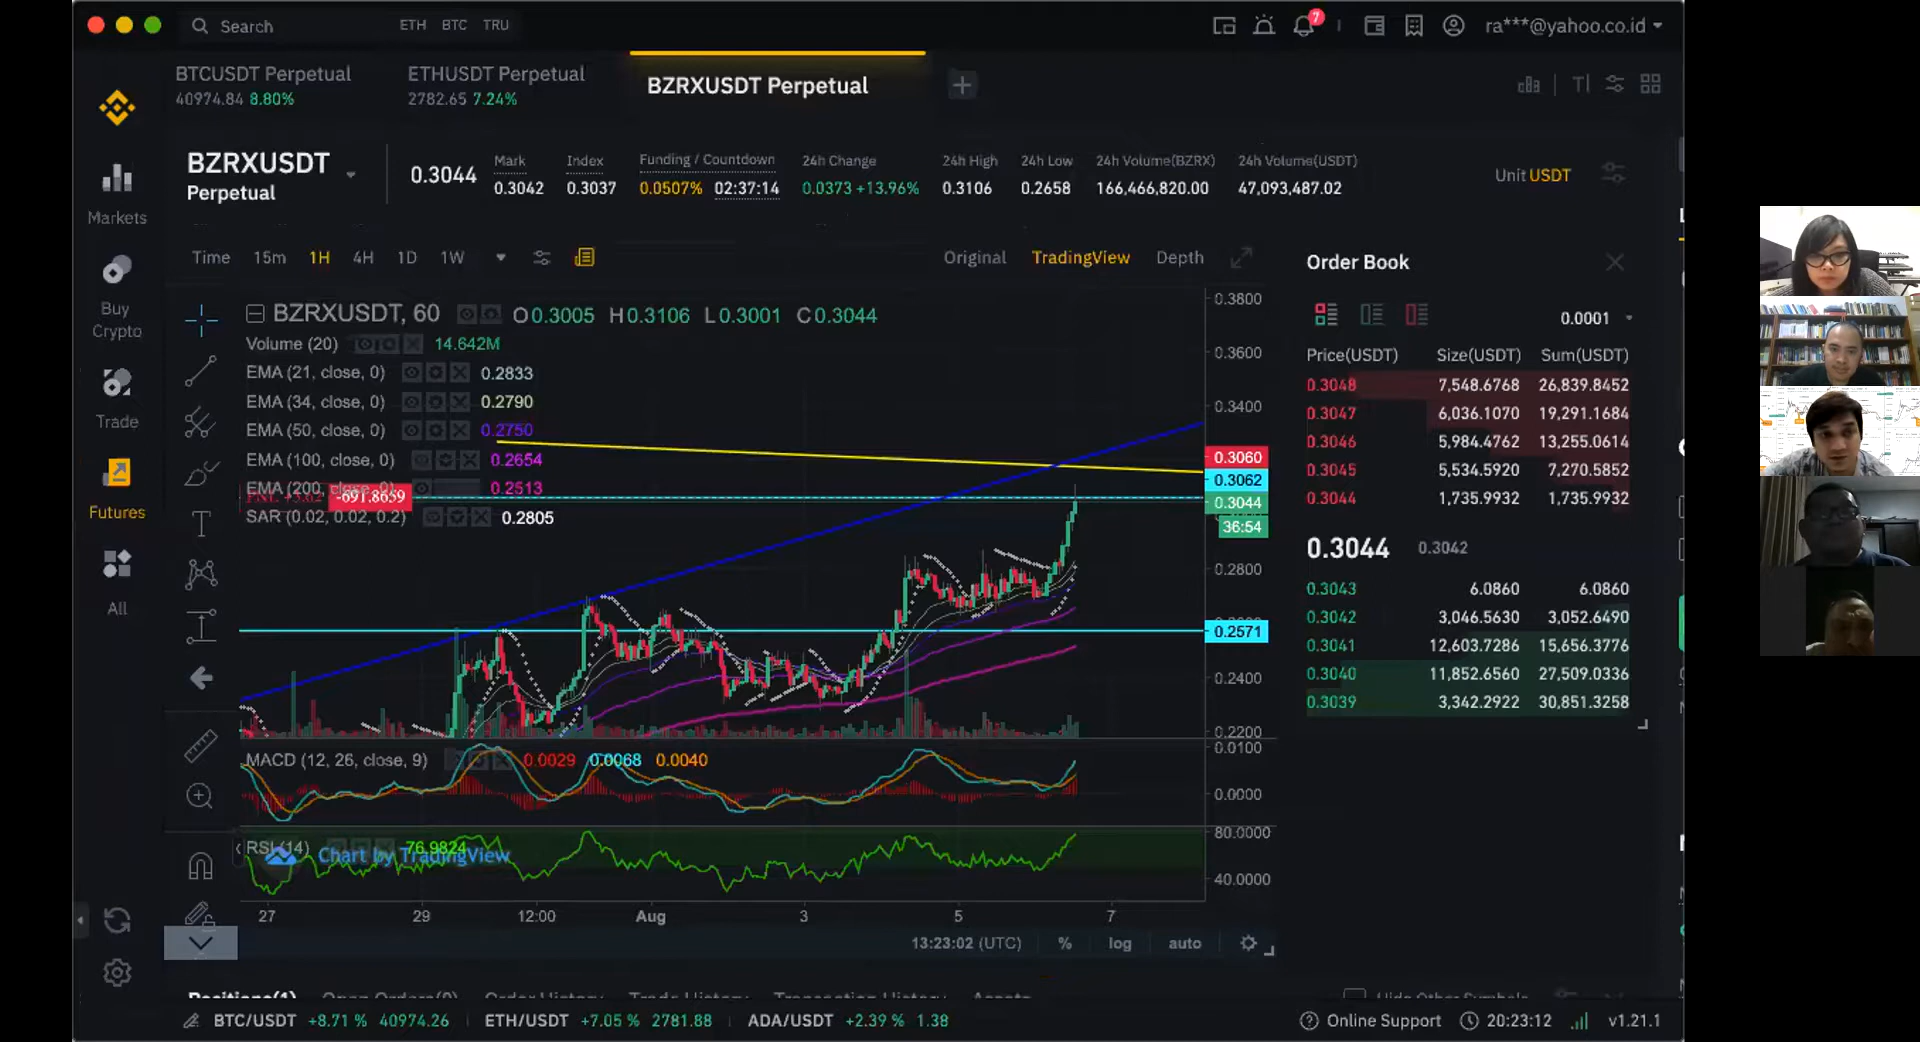 Search ETH BTC TRU
7 ra***@yahoo.co.id
BTCUSDT Perpetual
40974.84 8.80%
ETHUSDT Perpetual
2782.65 7.24%
BZRXUSDT Perpetual
BZRXUSDT
Perpetual
0.3044
Mark
0.3042
Index
0.3037
Funding / Countdown
0.0507% 02:37:14
24h Change
0.0373 +13.96%
24h High
0.3106
24h Low
0.2658
24h Volume(BZRX)
166,466,820.00
24h Volume(USDT)
47,093,487.02
Unit USDT
Markets
Buy
Crypto
Trade
Futures
All
Time 15m 1H 4H 1D 1W
Original TradingView Depth
BZRXUSDT, 60 O0.3005 H0.3106 L0.3001 C0.3044
Volume (20) 14.642M
EMA (21, close, 0) 0.2833
EMA (34, close, 0) 0.2790
EMA (50, close, 0) 0.2750
EMA (100, close, 0) 0.2654
EMA (200, close, 0) 0.2513
-691.8659
SAR (0.02, 0.02, 0.2) 0.2805
0.3800
0.3600
0.3400
0.3060
0.3062
0.3044
36:54
0.2800
0.2571
0.2400
0.2200
MACD (12, 26, close, 9) 0.0029 0.0068 0.0040
0.0100
0.0000
RSI (14) 76.9824
Chart by TradingView
80.0000
40.0000
27 29 12:00 Aug 3 5 7
13:23:02 (UTC) % log auto
Order Book
0.0001
Price(USDT) Size(USDT) Sum(USDT)
0.3048 7,548.6768 26,839.8452
0.3047 6,036.1070 19,291.1684
0.3046 5,984.4762 13,255.0614
0.3045 5,534.5920 7,270.5852
0.3044 1,735.9932 1,735.9932
0.3044 0.3042
0.3043 6.0860 6.0860
0.3042 3,046.5630 3,052.6490
0.3041 12,603.7286 15,656.3776
0.3040 11,852.6560 27,509.0336
0.3039 3,342.2922 30,851.3258
Positions(1) Open Orders(0) Order History Trade History Transaction History Assets
Hide Other Symbols
BTC/USDT +8.71 % 40974.26 ETH/USDT +7.05 % 2781.88 ADA/USDT +2.39 % 1.38
Online Support 20:23:12 v1.21.1